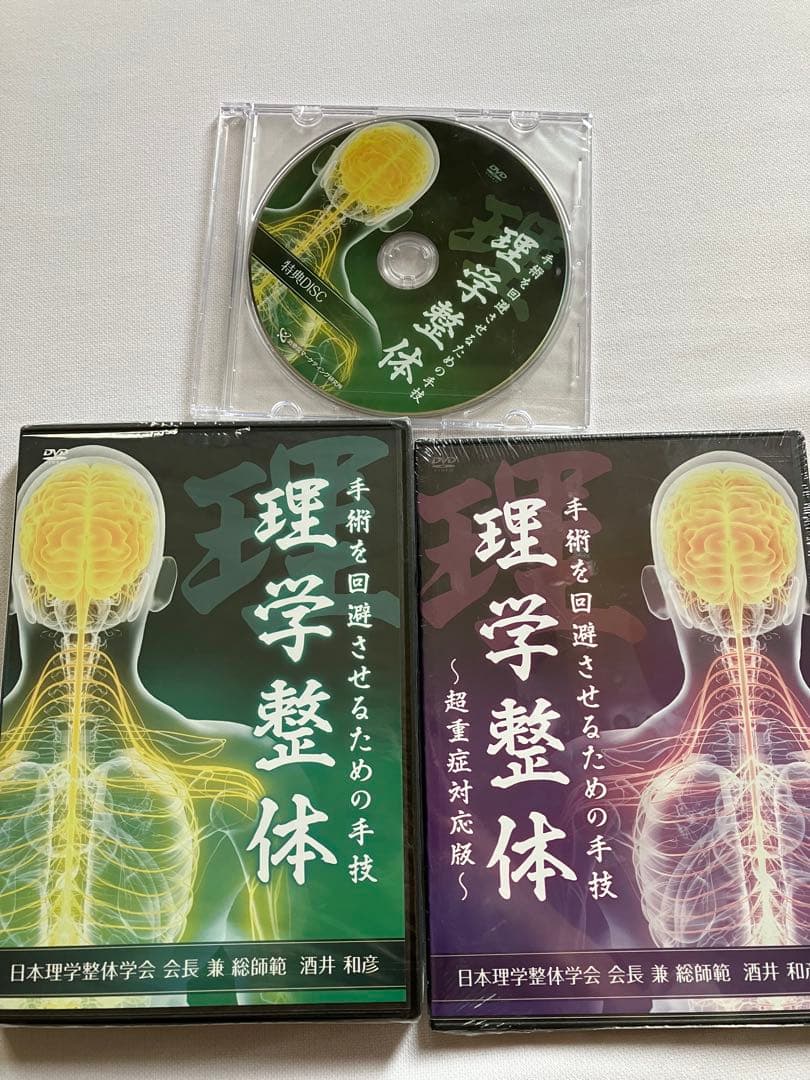 DVD
理
手術を回避させるための手技
理学整体
特典DISC
DVD
理
手術を回避させるための手技
理学整体
日本理学整体学会 会長 兼 総師範 酒井 和彦
DVD
理
手術を回避させるための手技
理学整体
～超重症対応版～
日本理学整体学会 会長 兼 総師範 酒井 和彦